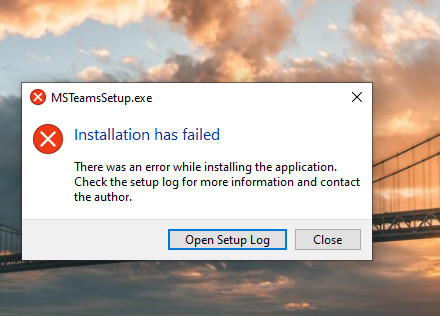 MSTeamsSetup.exe
Installation has failed
There was an error while installing the application.
Check the setup log for more information and contact
the author.
Open Setup Log
Close